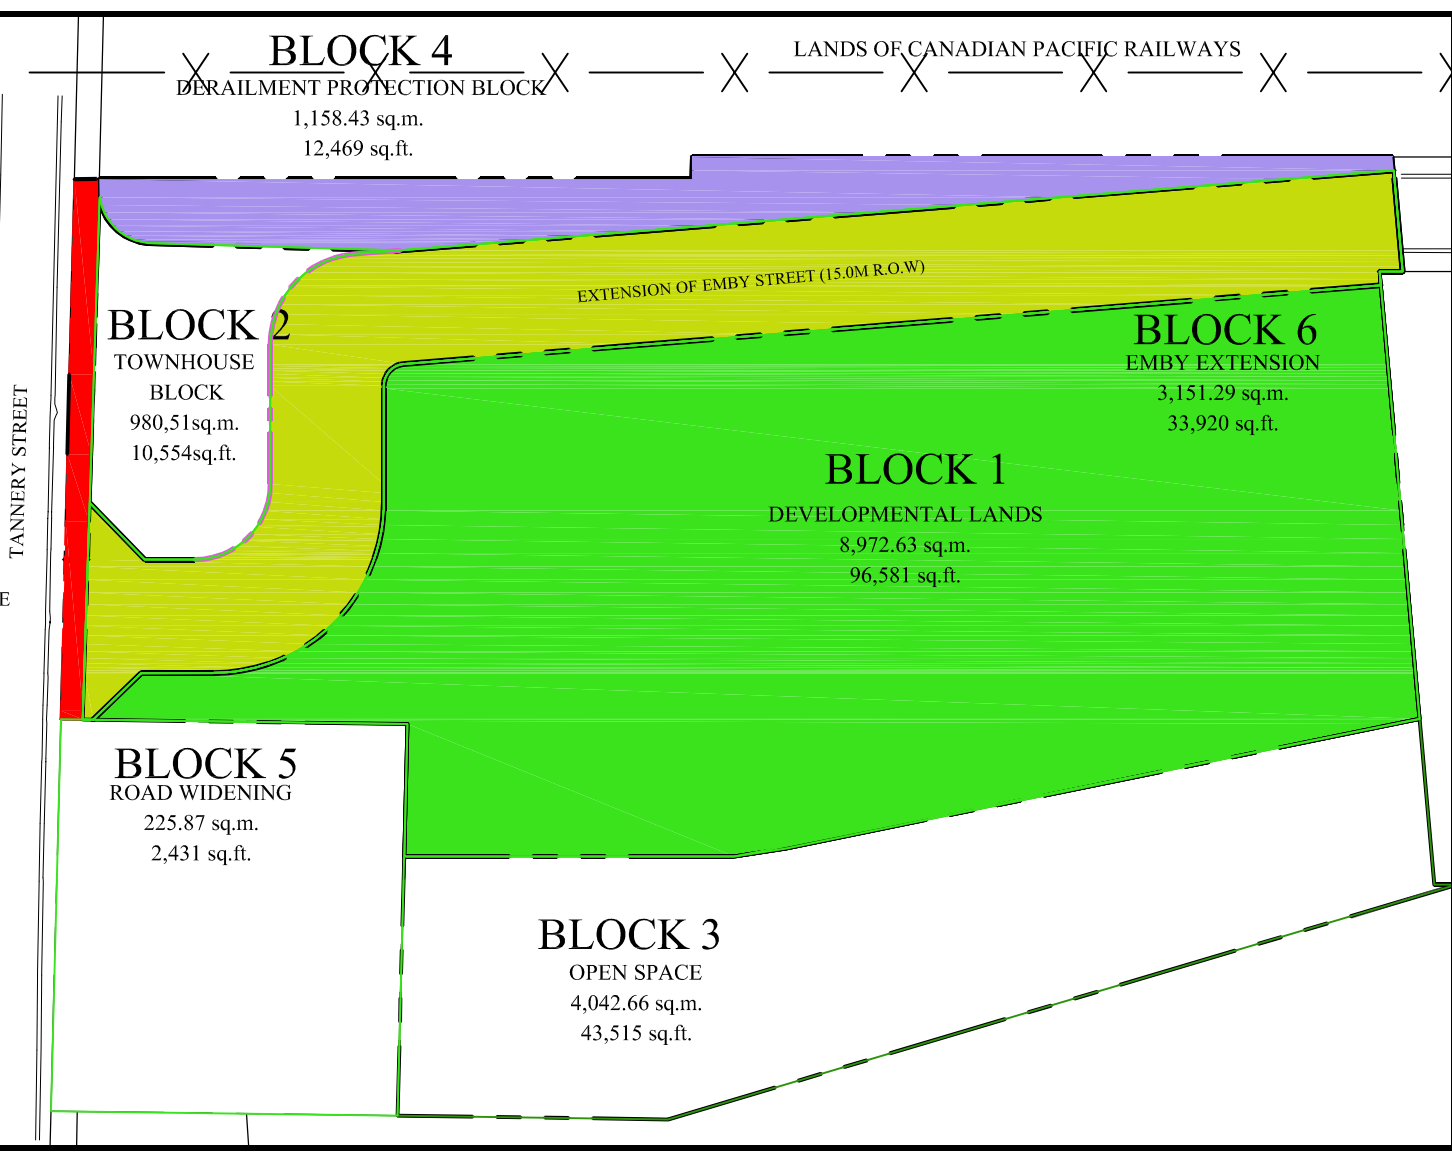 BLOCK 4
DERAILMENT PROTECTION BLOCK
1,158.43 sq.m.
12,469 sq.ft.
LANDS OF CANADIAN PACIFIC RAILWAYS
EXTENSION OF EMBY STREET (15.0M R.O.W)
BLOCK 2
TOWNHOUSE
BLOCK
980,51sq.m.
10,554sq.ft.
BLOCK 6
EMBY EXTENSION
3,151.29 sq.m.
33,920 sq.ft.
TANNERY STREET
E
BLOCK 1
DEVELOPMENTAL LANDS
8,972.63 sq.m.
96,581 sq.ft.
BLOCK 5
ROAD WIDENING
225.87 sq.m.
2,431 sq.ft.
BLOCK 3
OPEN SPACE
4,042.66 sq.m.
43,515 sq.ft.